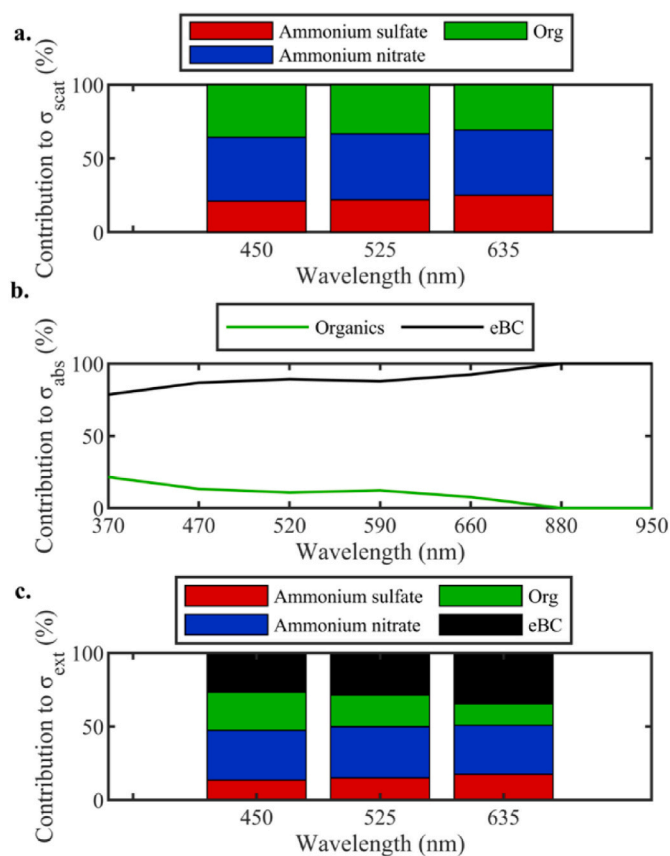 a.
Ammonium sulfate Org
Ammonium nitrate
Contribution to σscat (%)
100
50
0
450 525 635
Wavelength (nm)
b.
Organics eBC
Contribution to σabs (%)
100
50
0
370 470 520 590 660 880 950
Wavelength (nm)
c.
Ammonium sulfate Org
Ammonium nitrate eBC
Contribution to σext (%)
100
50
0
450 525 635
Wavelength (nm)